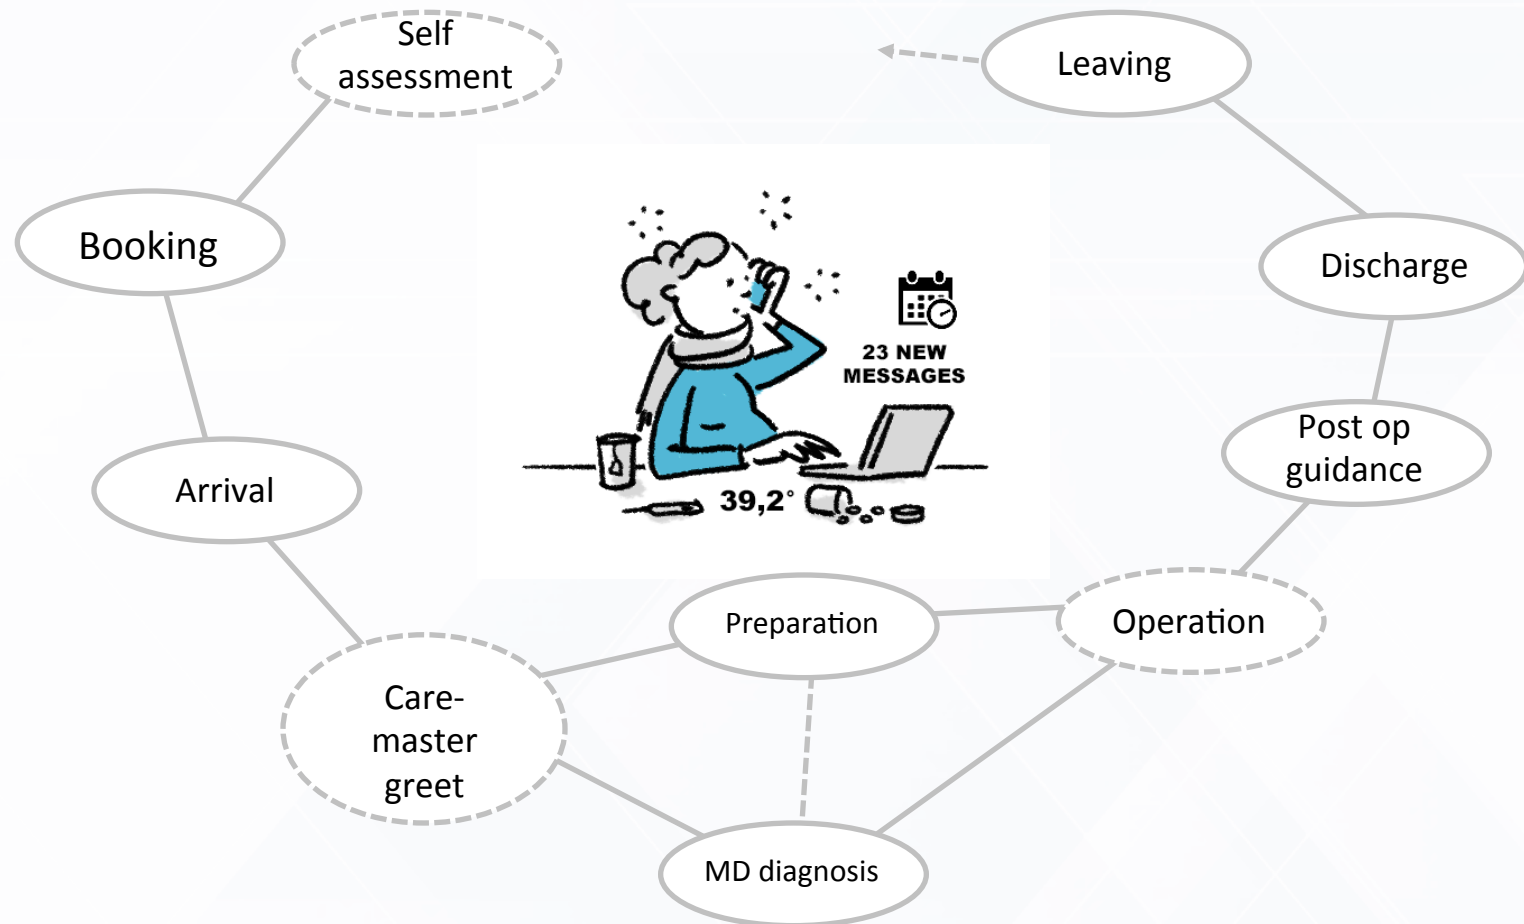 Self
assessment
Booking
Arrival
Care-
master
greet
Preparation
MD diagnosis
Operation
Post op
guidance
Discharge
Leaving
23 NEW
MESSAGES
39,2°